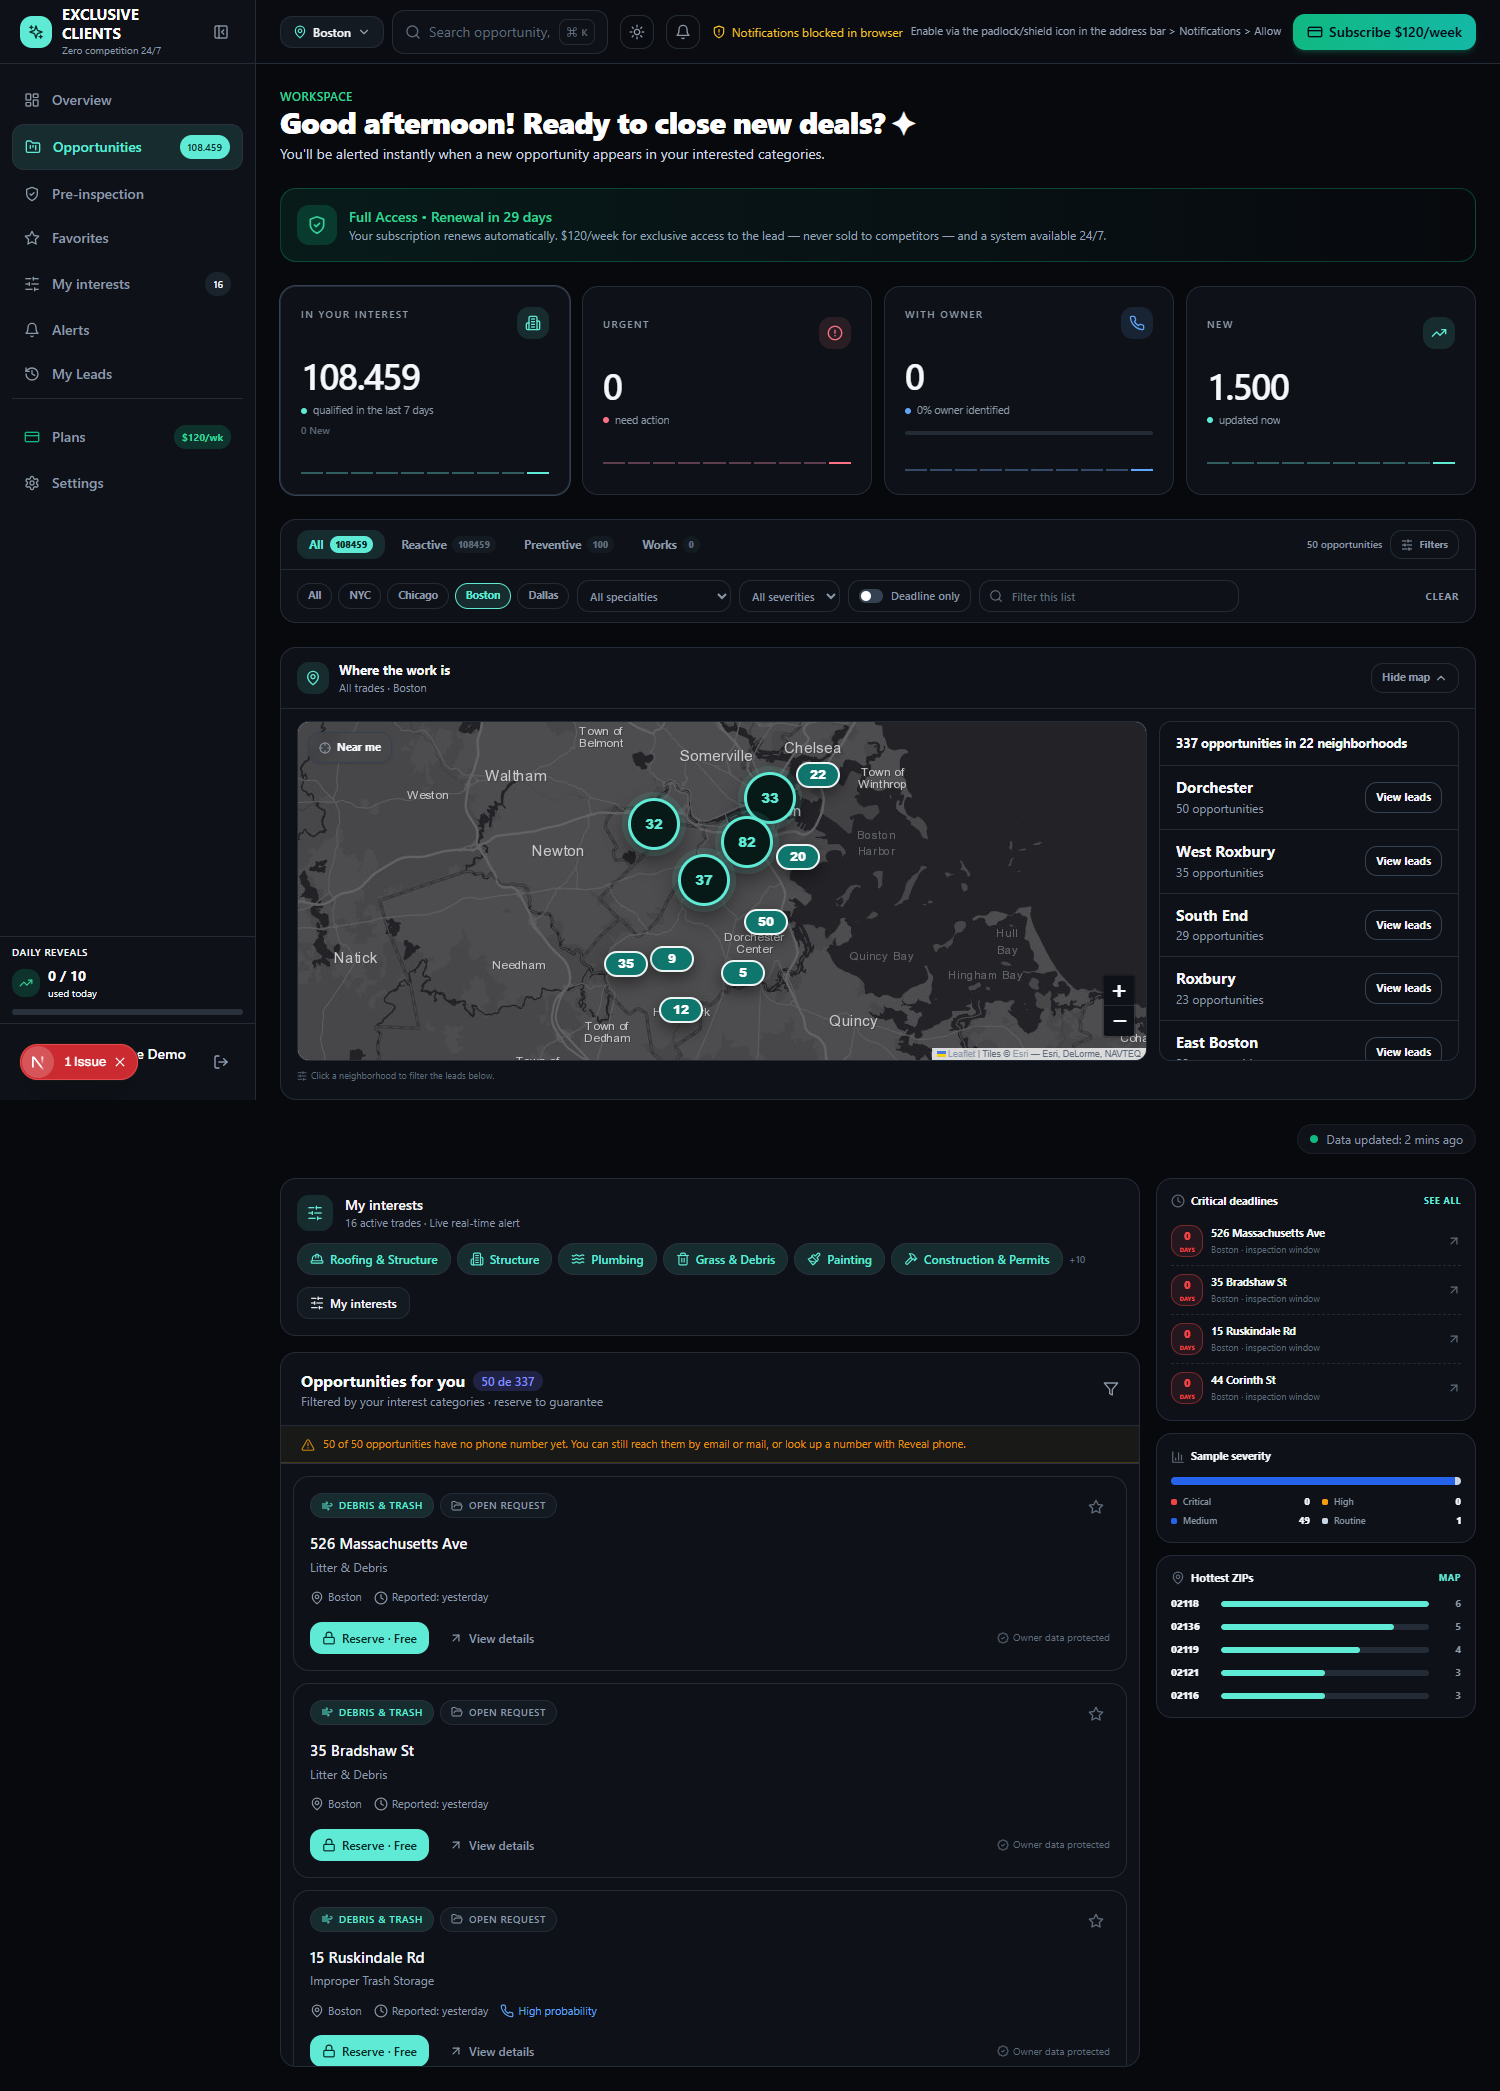 EXCLUSIVE
CLIENTS
Zero competition 24/7
Overview
Opportunities 108.459
Pre-inspection
Favorites
My interests 16
Alerts
My Leads
Plans $120/wk
Settings
DAILY REVEALS
0 / 10
used today
1 Issue
e Demo
Boston
Search opportunity,
⌘ K
Notifications blocked in browser
Enable via the padlock/shield icon in the address bar > Notifications > Allow
Subscribe $120/week
WORKSPACE
Good afternoon! Ready to close new deals? ✦
You'll be alerted instantly when a new opportunity appears in your interested categories.
Full Access • Renewal in 29 days
Your subscription renews automatically. $120/week for exclusive access to the lead — never sold to competitors — and a system available 24/7.
IN YOUR INTEREST
108.459
qualified in the last 7 days
0 New
URGENT
0
need action
WITH OWNER
0
0% owner identified
NEW
1.500
updated now
All 108459
Reactive 108459
Preventive 100
Works 0
50 opportunities
Filters
All
NYC
Chicago
Boston
Dallas
All specialties
All severities
Deadline only
Filter this list
CLEAR
Where the work is
All trades · Boston
Hide map
Near me
Town of
Belmont
Somerville
Chelsea
Waltham
Weston
22
Town of
Winthrop
33
n
32
82
Boston
Harbor
Newton
20
37
50
Dorchester
Center
Natick
Needham
35
9
5
Quincy Bay
Hull
Bay
Hingham Bay
12
Town of
Dedham
Quincy
+
−
Leaflet | Tiles © Esri — Esri, DeLorme, NAVTEQ
Click a neighborhood to filter the leads below.
337 opportunities in 22 neighborhoods
Dorchester
50 opportunities
View leads
West Roxbury
35 opportunities
View leads
South End
29 opportunities
View leads
Roxbury
23 opportunities
View leads
East Boston
View leads
Data updated: 2 mins ago
My interests
16 active trades · Live real-time alert
Roofing & Structure
Structure
Plumbing
Grass & Debris
Painting
Construction & Permits
+10
My interests
Opportunities for you 50 de 337
Filtered by your interest categories · reserve to guarantee
50 of 50 opportunities have no phone number yet. You can still reach them by email or mail, or look up a number with Reveal phone.
DEBRIS & TRASH
OPEN REQUEST
526 Massachusetts Ave
Litter & Debris
Boston
Reported: yesterday
Reserve · Free
View details
Owner data protected
DEBRIS & TRASH
OPEN REQUEST
35 Bradshaw St
Litter & Debris
Boston
Reported: yesterday
Reserve · Free
View details
Owner data protected
DEBRIS & TRASH
OPEN REQUEST
15 Ruskindale Rd
Improper Trash Storage
Boston
Reported: yesterday
High probability
Reserve · Free
View details
Owner data protected
Critical deadlines
SEE ALL
0 DAYS
526 Massachusetts Ave
Boston · inspection window
0 DAYS
35 Bradshaw St
Boston · inspection window
0 DAYS
15 Ruskindale Rd
Boston · inspection window
0 DAYS
44 Corinth St
Boston · inspection window
Sample severity
Critical 0
High 0
Medium 49
Routine 1
Hottest ZIPs
MAP
02118 6
02136 5
02119 4
02121 3
02116 3